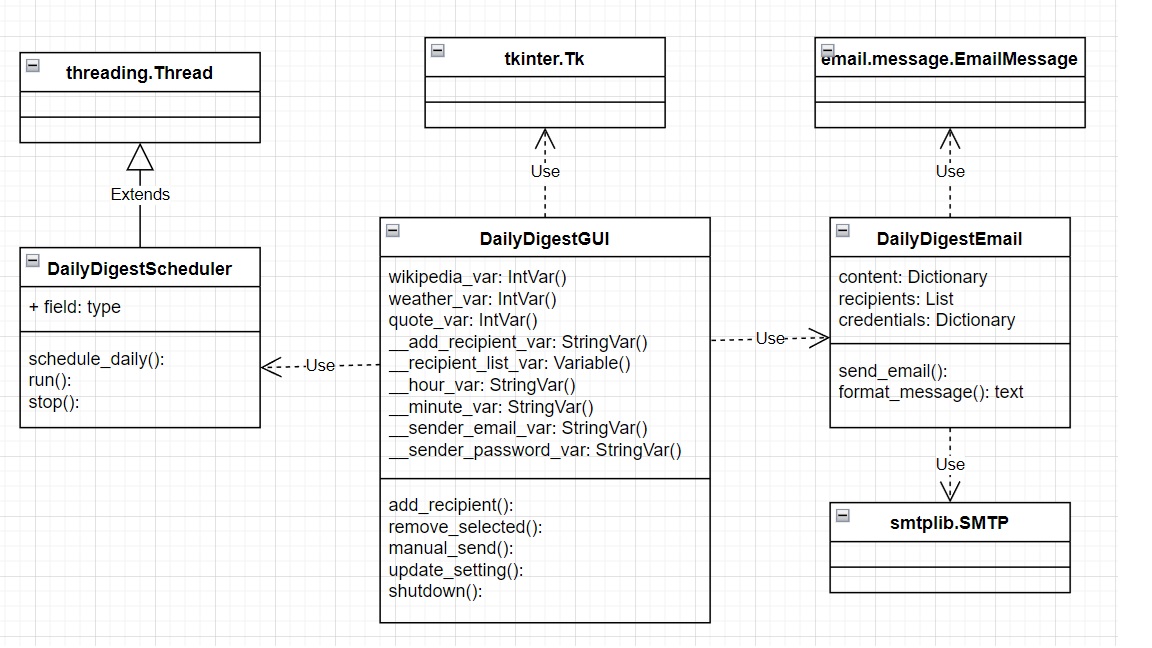 threading.Thread
Extends
DailyDigestScheduler
+ field: type
schedule_daily():
run():
stop():
Use
tkinter.Tk
Use
DailyDigestGUI
wikipedia_var: IntVar()
weather_var: IntVar()
quote_var: IntVar()
__add_recipient_var: StringVar()
__recipient_list_var: Variable()
__hour_var: StringVar()
__minute_var: StringVar()
__sender_email_var: StringVar()
__sender_password_var: StringVar()
add_recipient():
remove_selected():
manual_send():
update_setting():
shutdown():
Use
email.message.EmailMessage
Use
DailyDigestEmail
content: Dictionary
recipients: List
credentials: Dictionary
send_email():
format_message(): text
Use
smtplib.SMTP